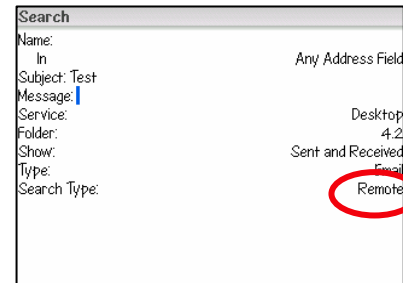 Search
Name:
In Any Address Field
Subject: Test
Message:
Service: Desktop
Folder: 4.2
Show: Sent and Received
Type: Email
Search Type: Remote